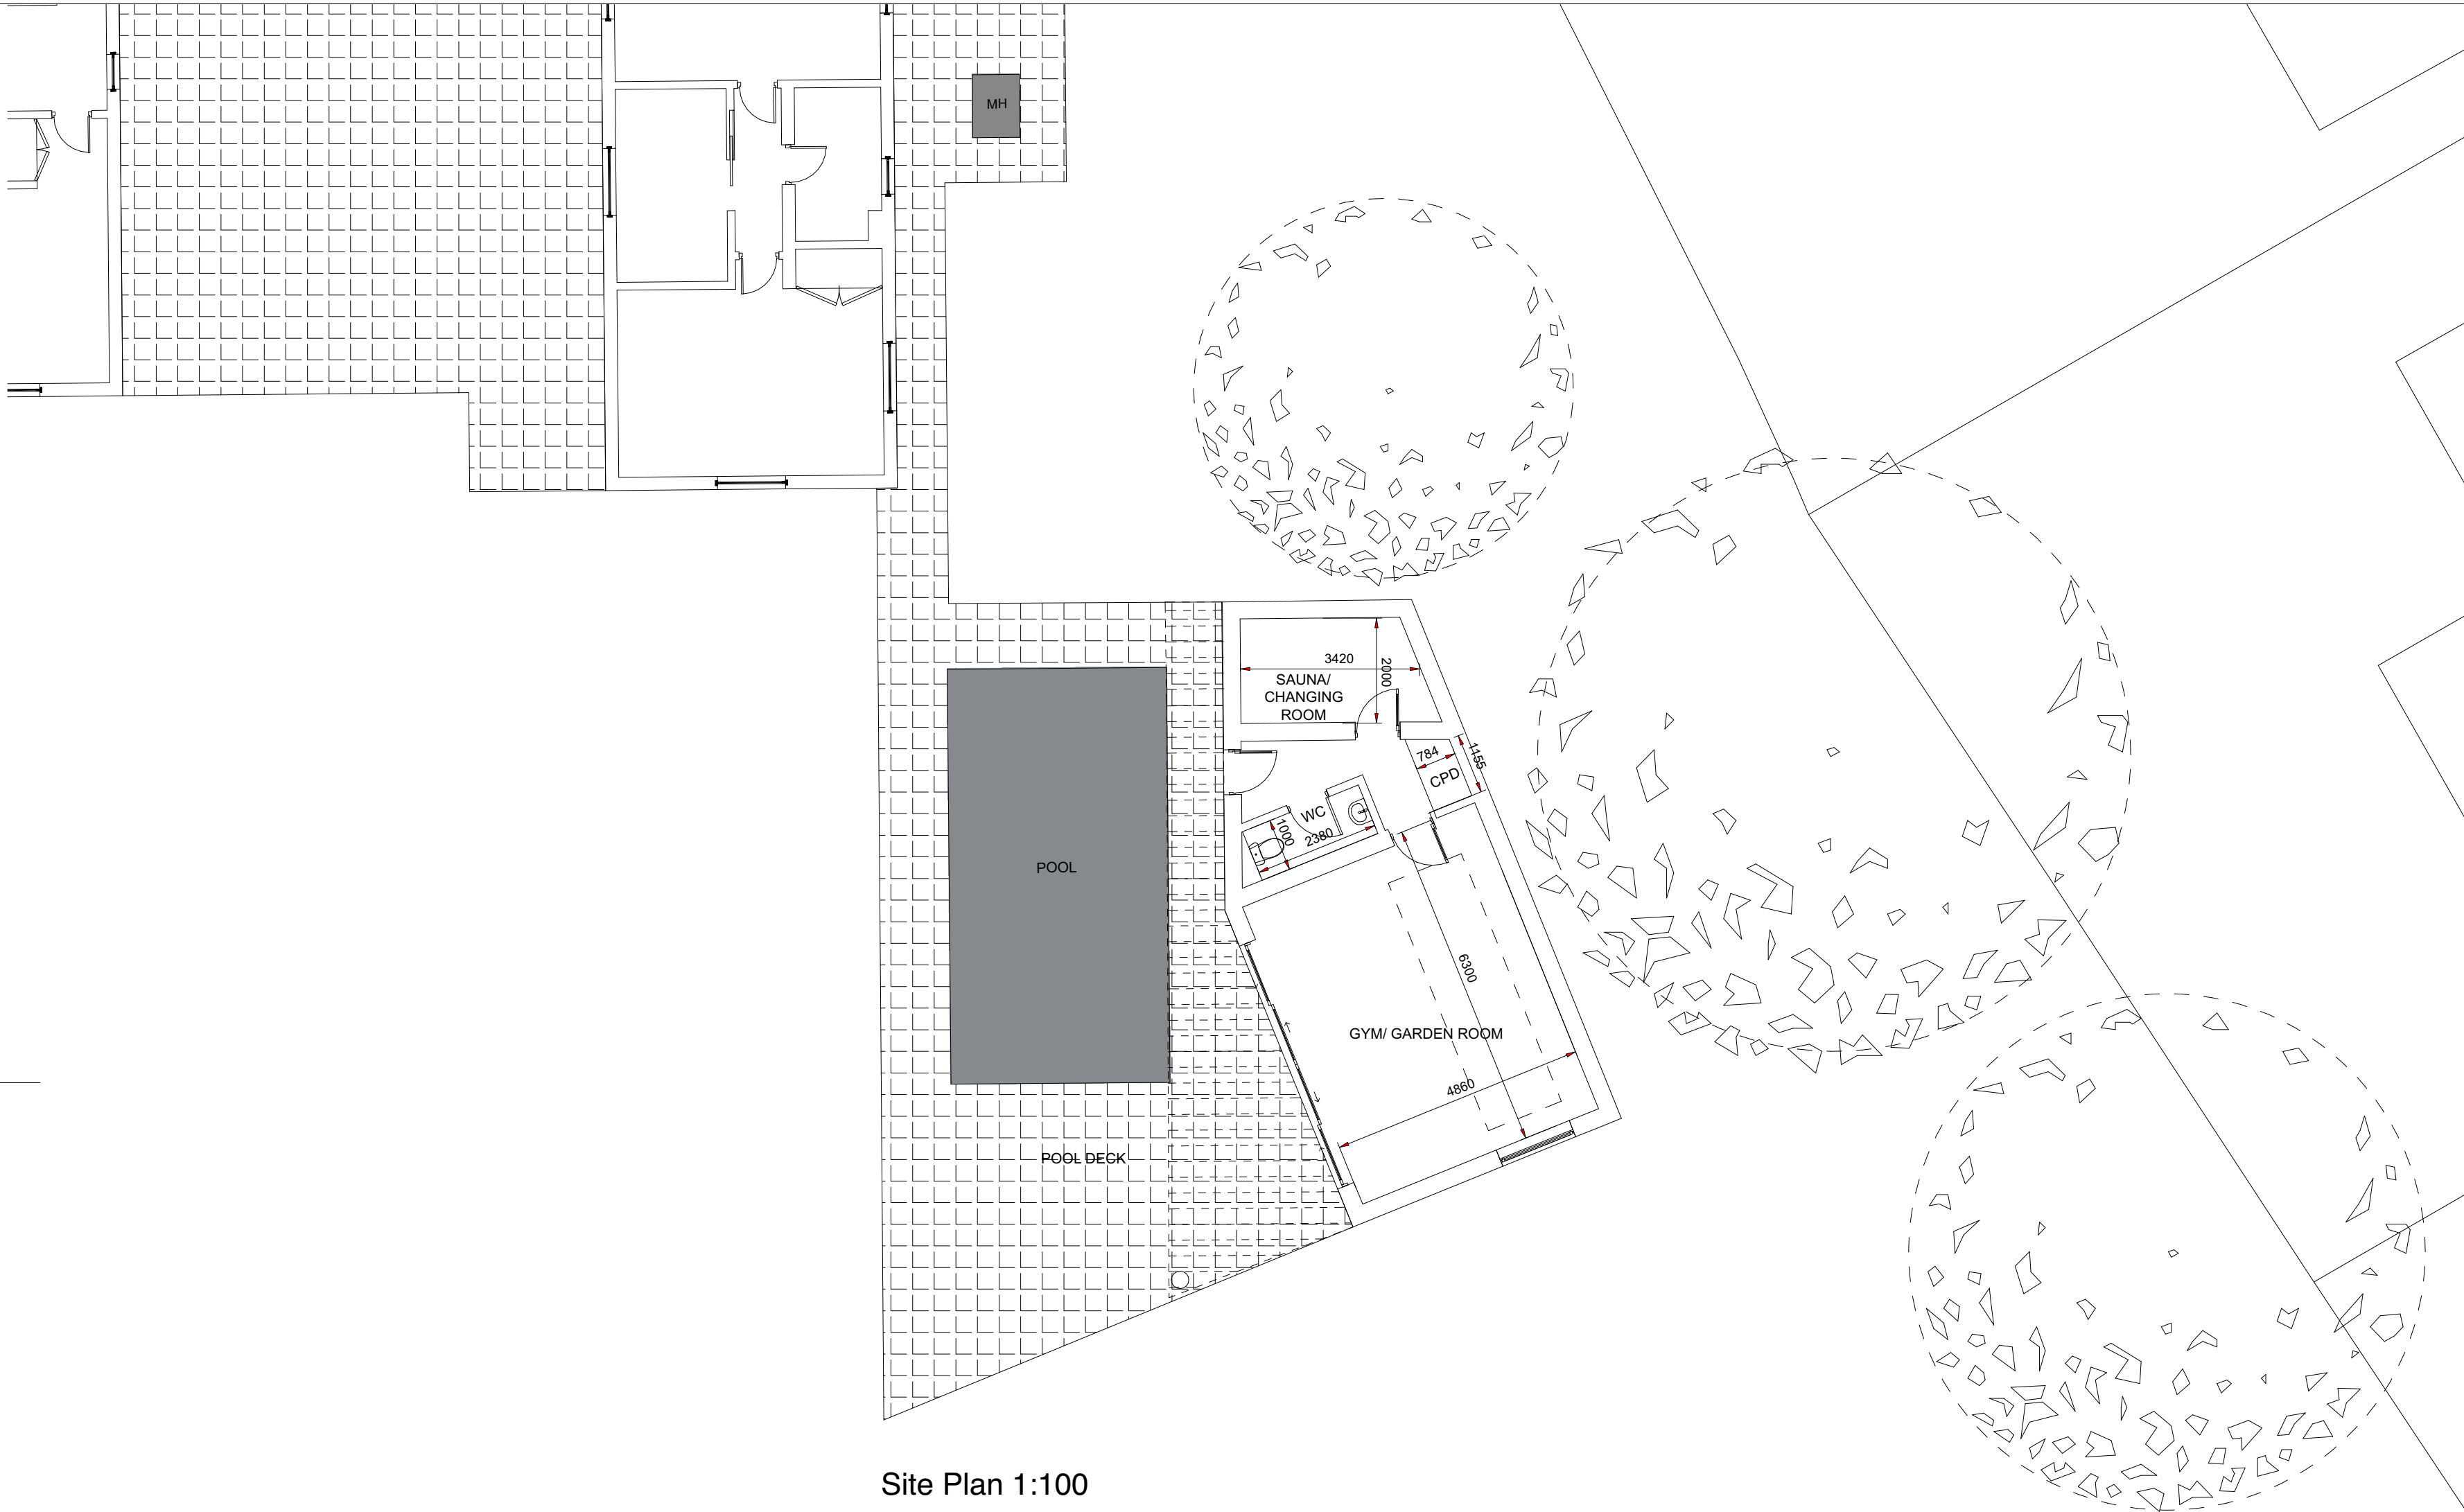 MH
3420
2000
SAUNA/
CHANGING
ROOM
784
1155
CPD
WC
1000
2380
POOL
6300
GYM/ GARDEN ROOM
4860
POOL DECK
Site Plan 1:100